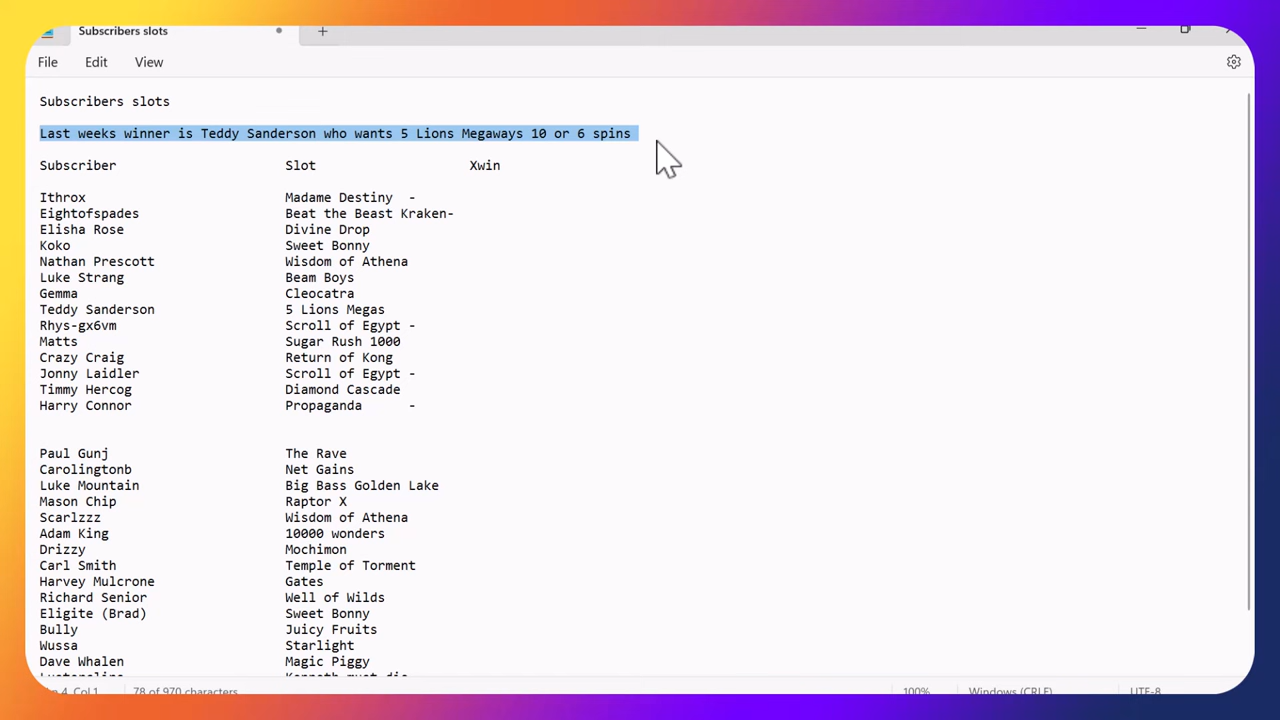 Subscribers slots
File Edit View
Subscribers slots
Last weeks winner is Teddy Sanderson who wants 5 Lions Megaways 10 or 6 spins
Subscriber Slot Xwin
Ithrox Madame Destiny -
Eightofspades Beat the Beast Kraken-
Elisha Rose Divine Drop
Koko Sweet Bonny
Nathan Prescott Wisdom of Athena
Luke Strang Beam Boys
Gemma Cleocatra
Teddy Sanderson 5 Lions Megas
Rhys-gx6vm Scroll of Egypt -
Matts Sugar Rush 1000
Crazy Craig Return of Kong
Jonny Laidler Scroll of Egypt -
Timmy Hercog Diamond Cascade
Harry Connor Propaganda -
Paul Gunj The Rave
Carolingtonb Net Gains
Luke Mountain Big Bass Golden Lake
Mason Chip Raptor X
Scarlzzz Wisdom of Athena
Adam King 10000 wonders
Drizzy Mochimon
Carl Smith Temple of Torment
Harvey Mulcrone Gates
Richard Senior Well of Wilds
Eligite (Brad) Sweet Bonny
Bully Juicy Fruits
Wussa Starlight
Dave Whalen Magic Piggy
Kenneth must die
4, Col 1 78 of 970 characters 100% Windows (CRLF) UTF-8